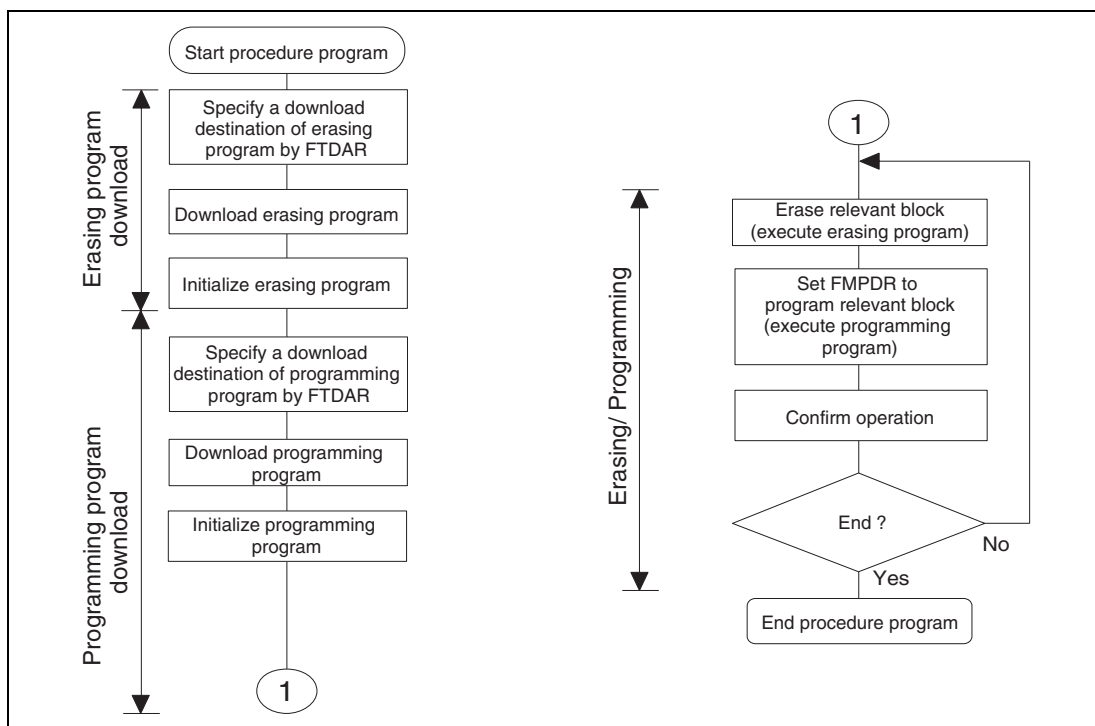 Start procedure program
Erasing program
download
Specify a download
destination of erasing
program by FTDAR
Download erasing program
Initialize erasing program
Programming program
download
Specify a download
destination of programming
program by FTDAR
Download programming
program
Initialize programming
program
1
1
Erasing/ Programming
Erase relevant block
(execute erasing program)
Set FMPDR to
program relevant block
(execute programming
program)
Confirm operation
End ?
No
Yes
End procedure program